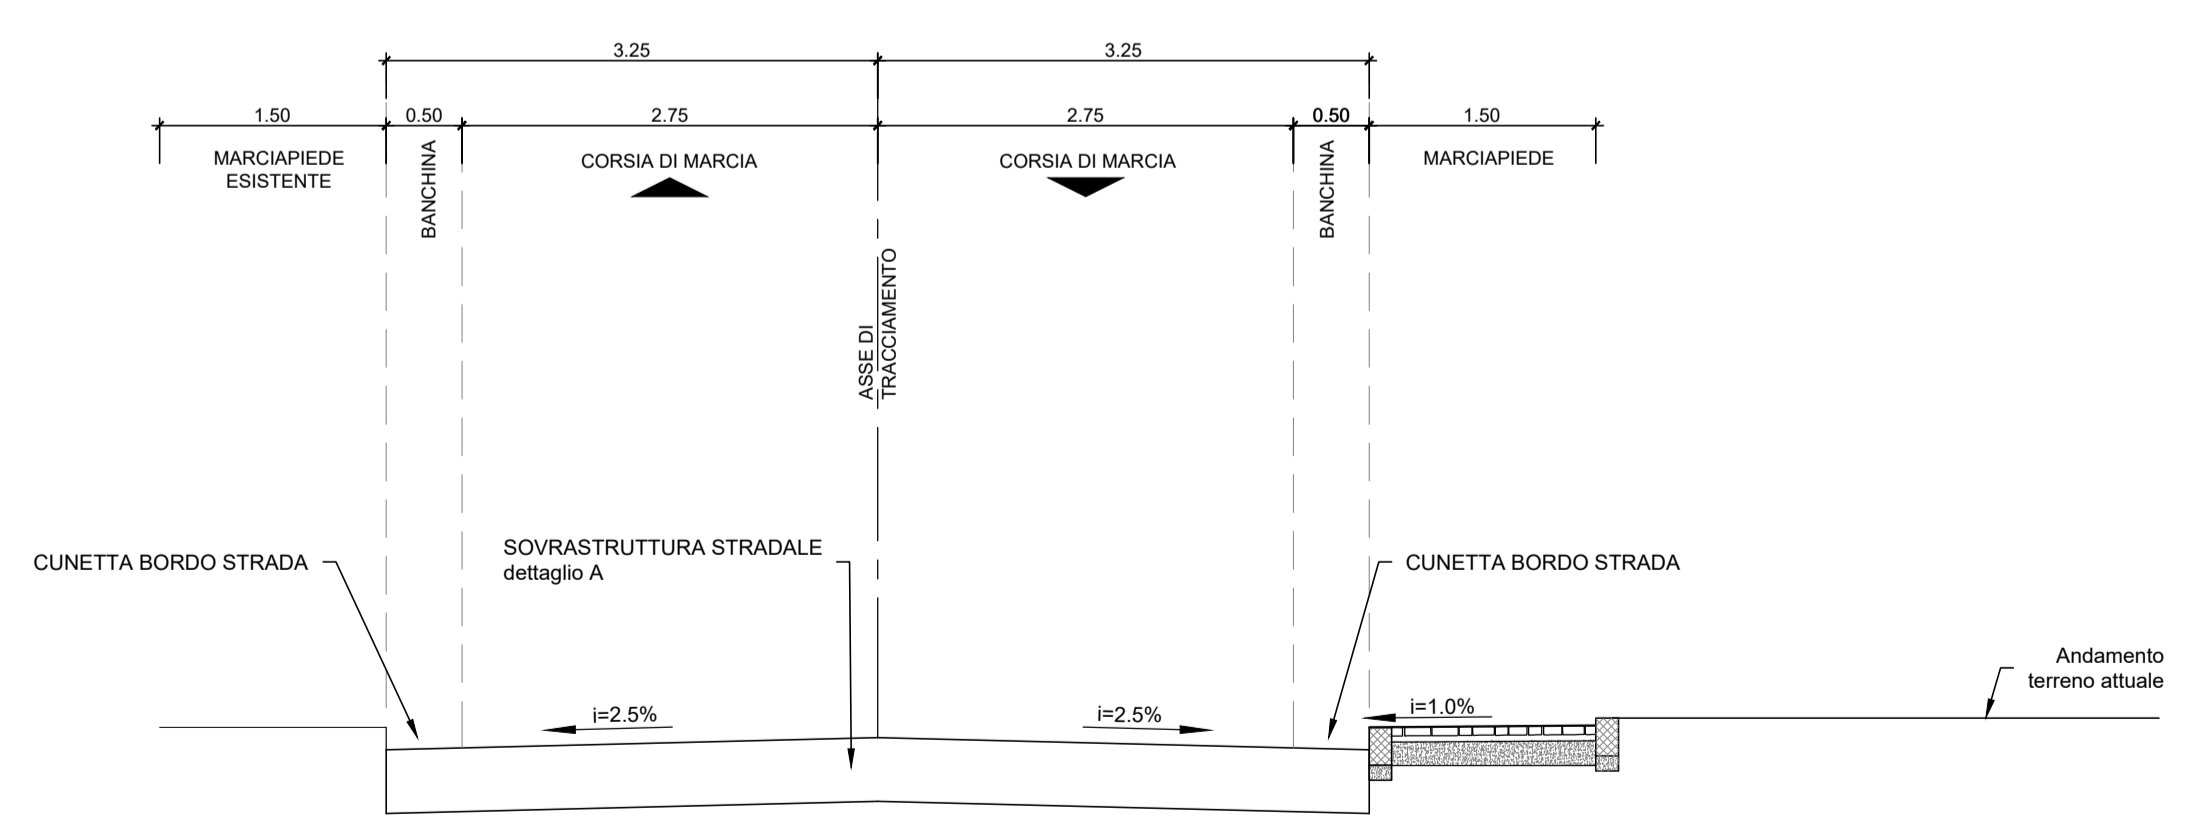 3.25
3.25
1.50
0.50
2.75
2.75
0.50
1.50
MARCIAPIEDE
ESISTENTE
BANCHINA
CORSIA DI MARCIA
CORSIA DI MARCIA
BANCHINA
MARCIAPIEDE
ASSE DI
TRACCIAMENTO
CUNETTA BORDO STRADA
SOVRASTRUTTURA STRADALE
dettaglio A
CUNETTA BORDO STRADA
Andamento
terreno attuale
i=2.5%
i=2.5%
i=1.0%